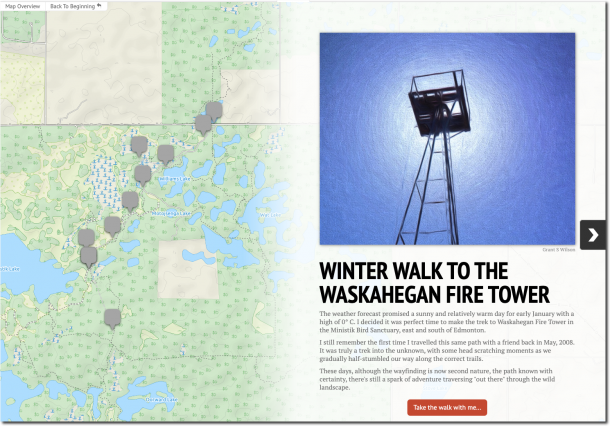 Map Overview
Back To Beginning
Williams Lake
Oxford Lake
Grant S Wilson
WINTER WALK TO THE
WASKAHEGAN FIRE TOWER
The weather forecast promised a sunny and relatively warm day for early January with a
high of 0° C. I decided it was perfect time to make the trek to Waskahegan Fire Tower in
the Ministik Bird Sanctuary, east and south of Edmonton.
I still remember the first time I travelled this same path with a friend back in May, 2008.
It was truly a trek into the unknown, with some head scratching moments as we
gradually half-stumbled our way along the correct trails.
These days, although the wayfinding is now second nature, the path known with
certainty, there's still a spark of adventure traversing "out there" through the wild
landscape.
Take the walk with me...